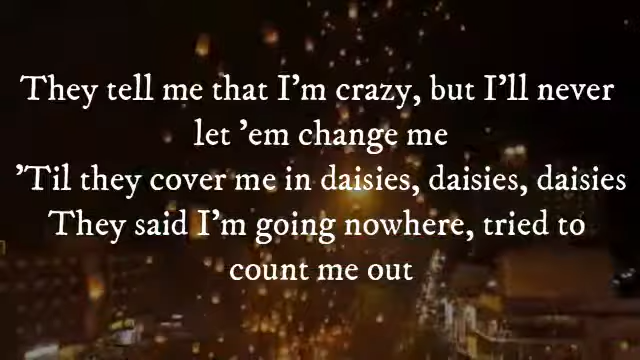 They tell me that I'm crazy, but I'll never
let 'em change me
'Til they cover me in daisies, daisies, daisies
They said I'm going nowhere, tried to
count me out